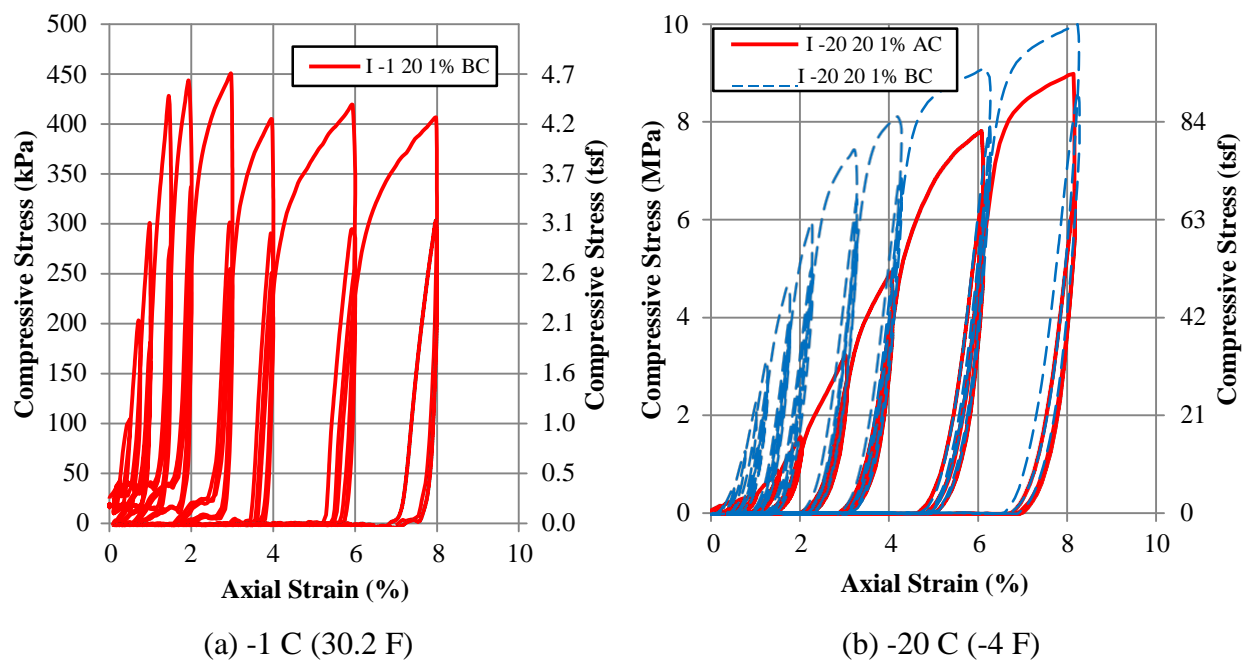 Compressive Stress (kPa)
500
450
400
350
300
250
200
150
100
50
0
I -1 20 1% BC
4.7
4.2
3.7
3.1
2.6
2.1
1.6
1.0
0.5
0.0
Compressive Stress (tsf)
0 2 4 6 8 10
Axial Strain (%)
(a) -1 C (30.2 F)
Compressive Stress (MPa)
10
8
6
4
2
0
I -20 20 1% AC
I -20 20 1% BC
84
63
42
21
0
Compressive Stress (tsf)
0 2 4 6 8 10
Axial Strain (%)
(b) -20 C (-4 F)